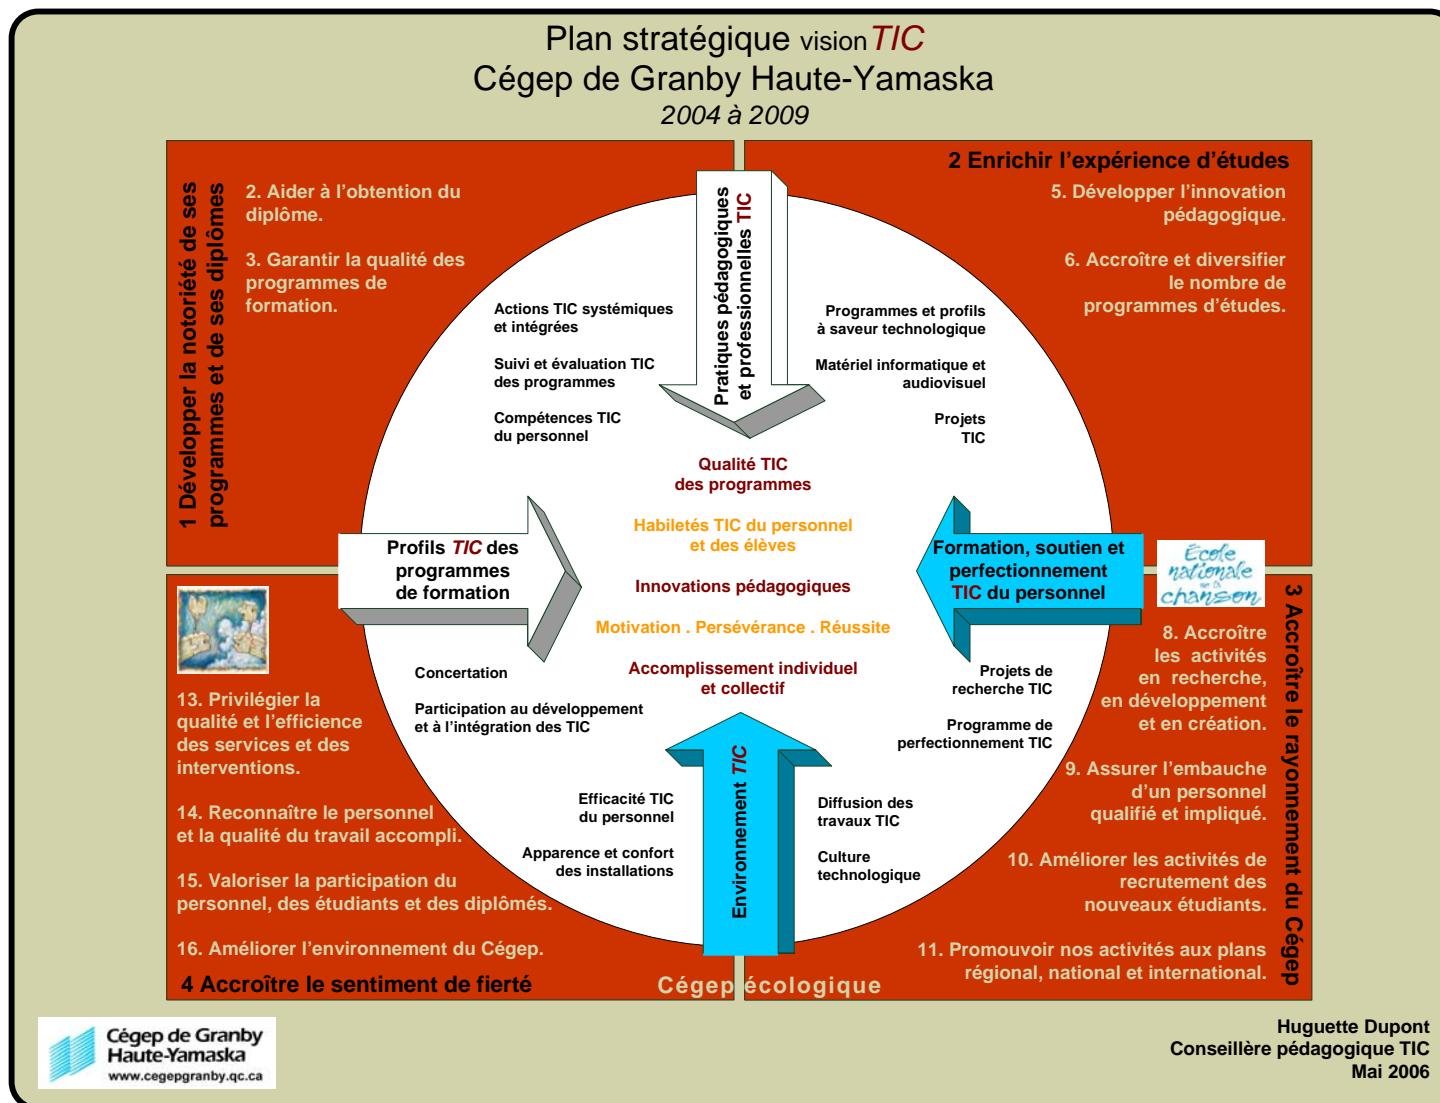 Plan stratégique vision TIC
Cégep de Granby Haute-Yamaska
2004 à 2009
1 Développer la notoriété de ses
programmes et de ses diplômes
2. Aider à l’obtention du
diplôme.
3. Garantir la qualité des
programmes de
formation.
2 Enrichir l’expérience d’études
5. Développer l’innovation
pédagogique.
6. Accroître et diversifier
le nombre de
programmes d’études.
Pratiques pédagogiques
et professionnelles TIC
Actions TIC systémiques
et intégrées
Suivi et évaluation TIC
des programmes
Compétences TIC
du personnel
Programmes et profils
à saveur technologique
Matériel informatique et
audiovisuel
Projets
TIC
Qualité TIC
des programmes
Habiletés TIC du personnel
et des élèves
Innovations pédagogiques
Motivation . Persévérance . Réussite
Accomplissement individuel
et collectif
Profils TIC des
programmes
de formation
Formation, soutien et
perfectionnement
TIC du personnel
École
nationale
de la
chanson
Concertation
Participation au développement
et à l’intégration des TIC
Projets de
recherche TIC
Programme de
perfectionnement TIC
Efficacité TIC
du personnel
Apparence et confort
des installations
Environnement TIC
Diffusion des
travaux TIC
Culture
technologique
13. Privilégier la
qualité et l’efficience
des services et des
interventions.
14. Reconnaître le personnel
et la qualité du travail accompli.
15. Valoriser la participation du
personnel, des étudiants et des diplômés.
16. Améliorer l’environnement du Cégep.
4 Accroître le sentiment de fierté
3 Accroître le rayonnement du Cégep
8. Accroître
les activités
en recherche,
en développement
et en création.
9. Assurer l’embauche
d’un personnel
qualifié et impliqué.
10. Améliorer les activités de
recrutement des
nouveaux étudiants.
11. Promouvoir nos activités aux plans
régional, national et international.
Cégep écologique
Cégep de Granby
Haute-Yamaska
www.cegepgranby.qc.ca
Huguette Dupont
Conseillère pédagogique TIC
Mai 2006